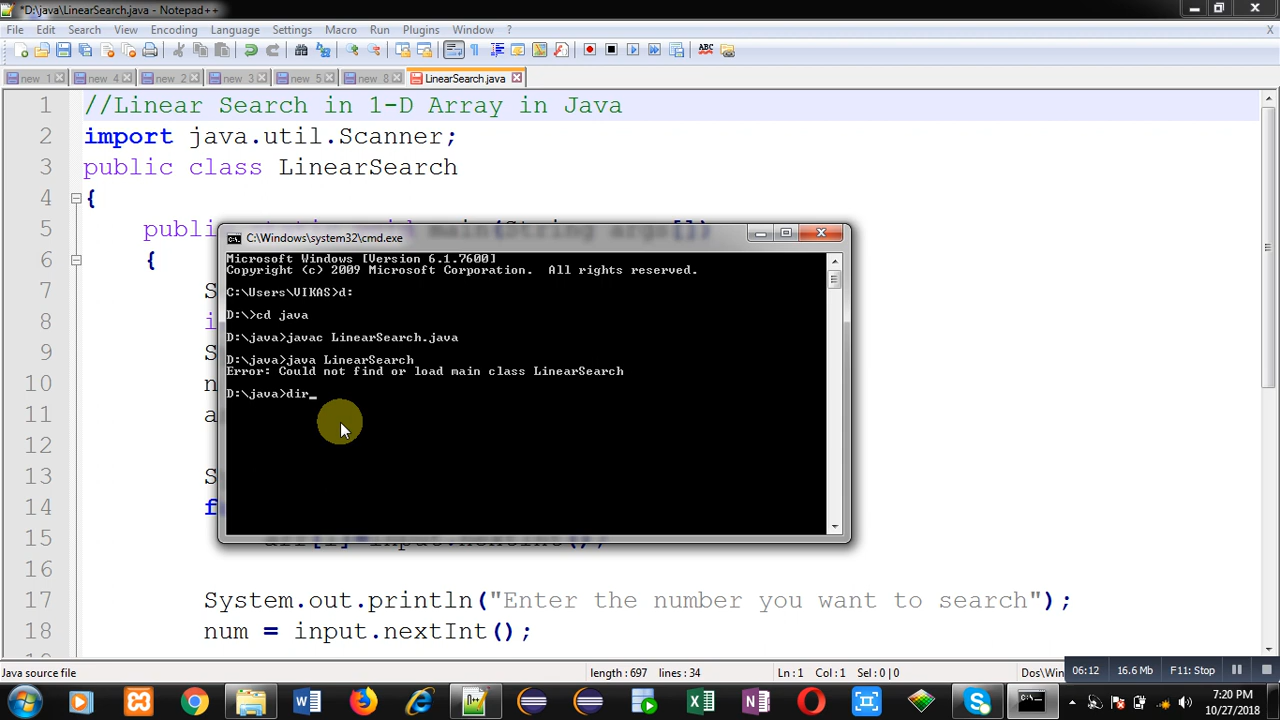 *D:\java\LinearSearch.java - Notepad++
File Edit Search View Encoding Language Settings Macro Run Plugins Window ? X
ABC
new 1 new 4 new 2 new 3 new 5 new 8 LinearSearch.java
1 //Linear Search in 1-D Array in Java
2 import java.util.Scanner;
3 public class LinearSearch
4 {
5 publi main(String args[])
6 {
7 S
8 i
9 S
10 n
11 a
12
13 S
14 f
15 arr[i]=input.nextInt();
16
17 System.out.println("Enter the number you want to search");
18 num = input.nextInt();
C:\Windows\system32\cmd.exe
Microsoft Windows [Version 6.1.7600]
Copyright (c) 2009 Microsoft Corporation. All rights reserved.
C:\Users\VIKAS>d:
D:\>cd java
D:\java>javac LinearSearch.java
D:\java>java LinearSearch
Error: Could not find or load main class LinearSearch
D:\java>dir_
Java source file length : 697 lines : 34 Ln : 1 Col : 1 Sel : 0 | 0 Dos\Win
06:12 16.6 Mb F11: Stop
7:20 PM
10/27/2018